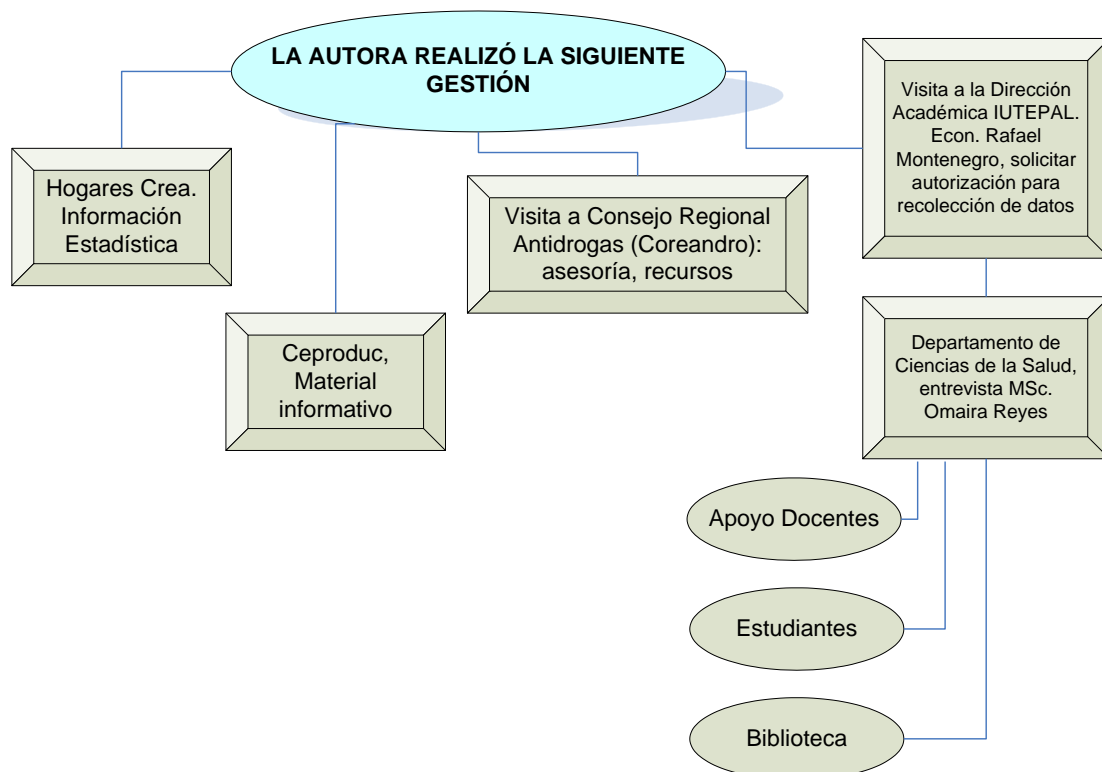 LA AUTORA REALIZÓ LA SIGUIENTE
GESTIÓN
Hogares Crea.
Información
Estadística
Ceproduc,
Material
informativo
Visita a Consejo Regional
Antidrogas (Coreandro):
asesoría, recursos
Visita a la Dirección
Académica IUTEPAL.
Econ. Rafael
Montenegro, solicitar
autorización para
recolección de datos
Departamento de
Ciencias de la Salud,
entrevista MSc.
Omaira Reyes
Apoyo Docentes
Estudiantes
Biblioteca